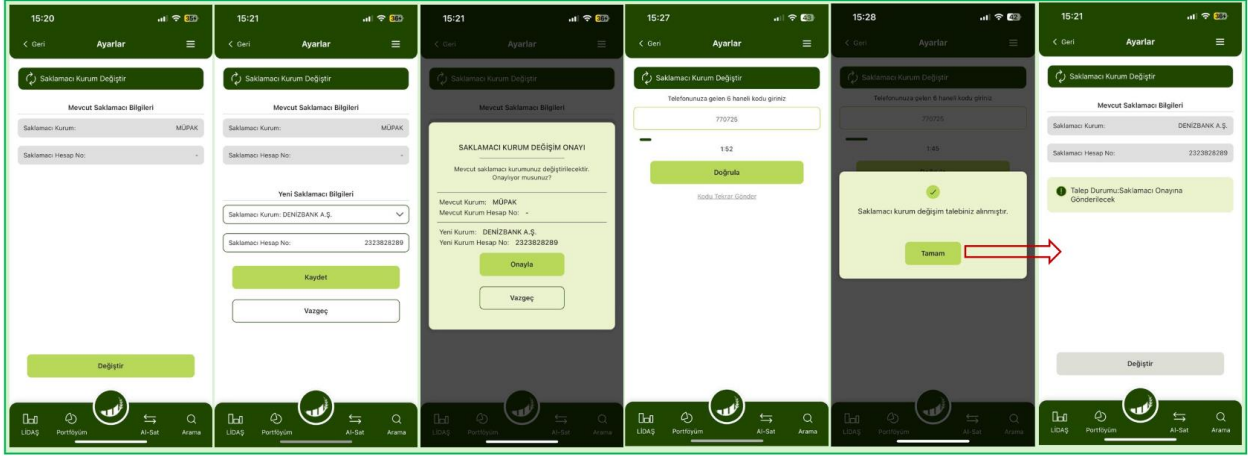 15:20
Geri
Ayarlar
Saklamacı Kurum Değiştir
Mevcut Saklamacı Bilgileri
Saklamacı Kurum: MÜPAK
Saklamacı Hesap No: -
Değiştir
LİDAŞ Portföyüm Al-Sat Arama
15:21
Geri
Ayarlar
Saklamacı Kurum Değiştir
Mevcut Saklamacı Bilgileri
Saklamacı Kurum: MÜPAK
Saklamacı Hesap No: -
Yeni Saklamacı Bilgileri
Saklamacı Kurum: DENİZBANK A.Ş.
Saklamacı Hesap No: 2323828289
Kaydet
Vazgeç
LİDAŞ Portföyüm Al-Sat Arama
15:21
Geri
Ayarlar
Saklamacı Kurum Değiştir
Mevcut Saklamacı Bilgileri
SAKLAMACI KURUM DEĞİŞİM ONAYI
Mevcut saklamacı kurumunuz değiştirilecektir.
Onaylıyor musunuz?
Mevcut Kurum: MÜPAK
Mevcut Kurum Hesap No: -
Yeni Kurum: DENİZBANK A.Ş.
Yeni Kurum Hesap No: 2323828289
Onayla
Vazgeç
LİDAŞ Portföyüm Al-Sat Arama
15:27
Geri
Ayarlar
Saklamacı Kurum Değiştir
Telefonunuza gelen 6 haneli kodu giriniz
770725
1:52
Doğrula
Kodu Tekrar Gönder
LİDAŞ Portföyüm Al-Sat Arama
15:28
Geri
Ayarlar
Saklamacı Kurum Değiştir
Telefonunuza gelen 6 haneli kodu giriniz
770725
1:45
Saklamacı kurum değişim talebiniz alınmıştır.
Tamam
LİDAŞ Portföyüm Al-Sat Arama
15:21
Geri
Ayarlar
Saklamacı Kurum Değiştir
Mevcut Saklamacı Bilgileri
Saklamacı Kurum: DENİZBANK A.Ş.
Saklamacı Hesap No: 2323828289
Talep Durumu:Saklamacı Onayına
Gönderilecek
Değiştir
LİDAŞ Portföyüm Al-Sat Arama